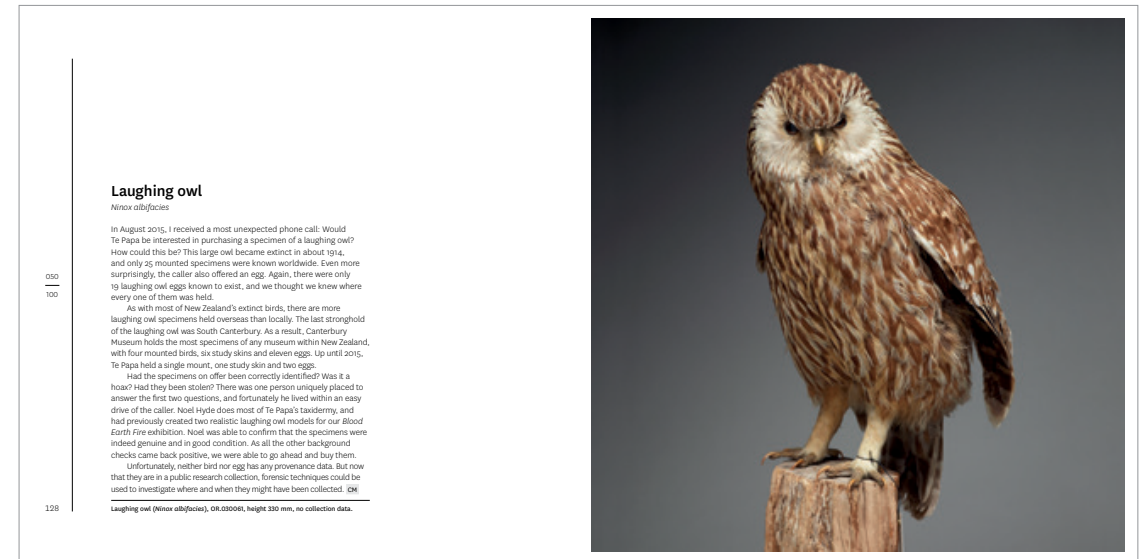 Laughing owl
Ninox albifacies
In August 2015, I received a most unexpected phone call: Would
Te Papa be interested in purchasing a specimen of a laughing owl?
How could this be? This large owl became extinct in about 1914,
and only 25 mounted specimens were known worldwide. Even more
surprisingly, the caller also offered an egg. Again, there were only
19 laughing owl eggs known to exist, and we thought we knew where
every one of them was held.
As with most of New Zealand's extinct birds, there are more
laughing owl specimens held overseas than locally. The last stronghold
of the laughing owl was South Canterbury. As a result, Canterbury
Museum holds the most specimens of any museum within New Zealand,
with four mounted birds, six study skins and eleven eggs. Up until 2015,
Te Papa held a single mount, one study skin and two eggs.
Had the specimens on offer been correctly identified? Was it a
hoax? Had they been stolen? There was one person uniquely placed to
answer the first two questions, and fortunately he lived within an easy
drive of the caller. Noel Hyde does most of Te Papa's taxidermy, and
had previously created two realistic laughing owl models for our Blood
Earth Fire exhibition. Noel was able to confirm that the specimens were
indeed genuine and in good condition. As all the other background
checks came back positive, we were able to go ahead and buy them.
Unfortunately, neither bird nor egg has any provenance data. But now
that they are in a public research collection, forensic techniques could be
used to investigate where and when they might have been collected. CM
Laughing owl (Ninox albifacies), OR.030061, height 330 mm, no collection data.
050
100
128